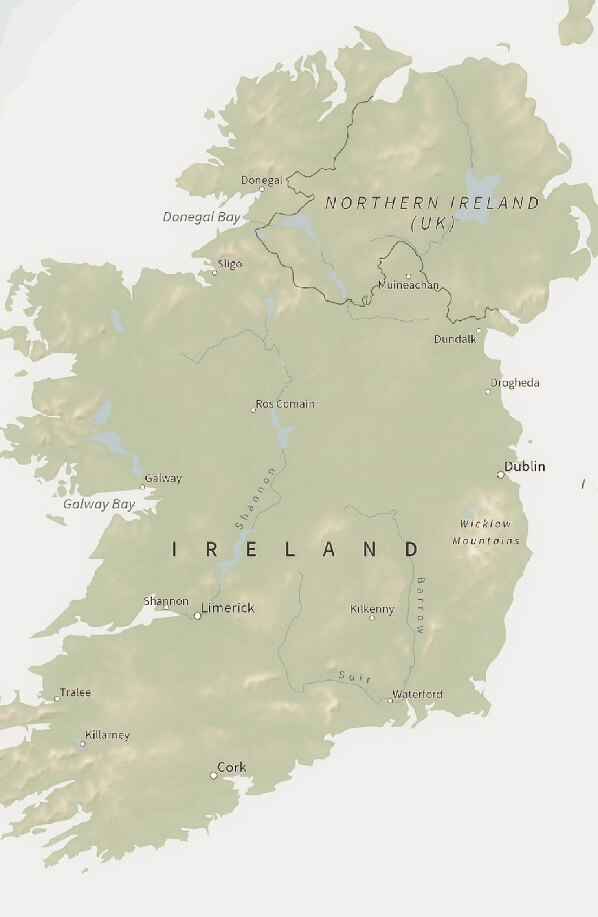 Donegal
NORTHERN IRELAND
(UK)
Donegal Bay
Sligo
Muineachan
Dundalk
Drogheda
Ros Comain
Dublin
Galway
Galway Bay
Shannon
Wicklow
Mountains
IRELAND
Shannon
Limerick
Kilkenny
Barrow
Suir
Tralee
Waterford
Killarney
Cork